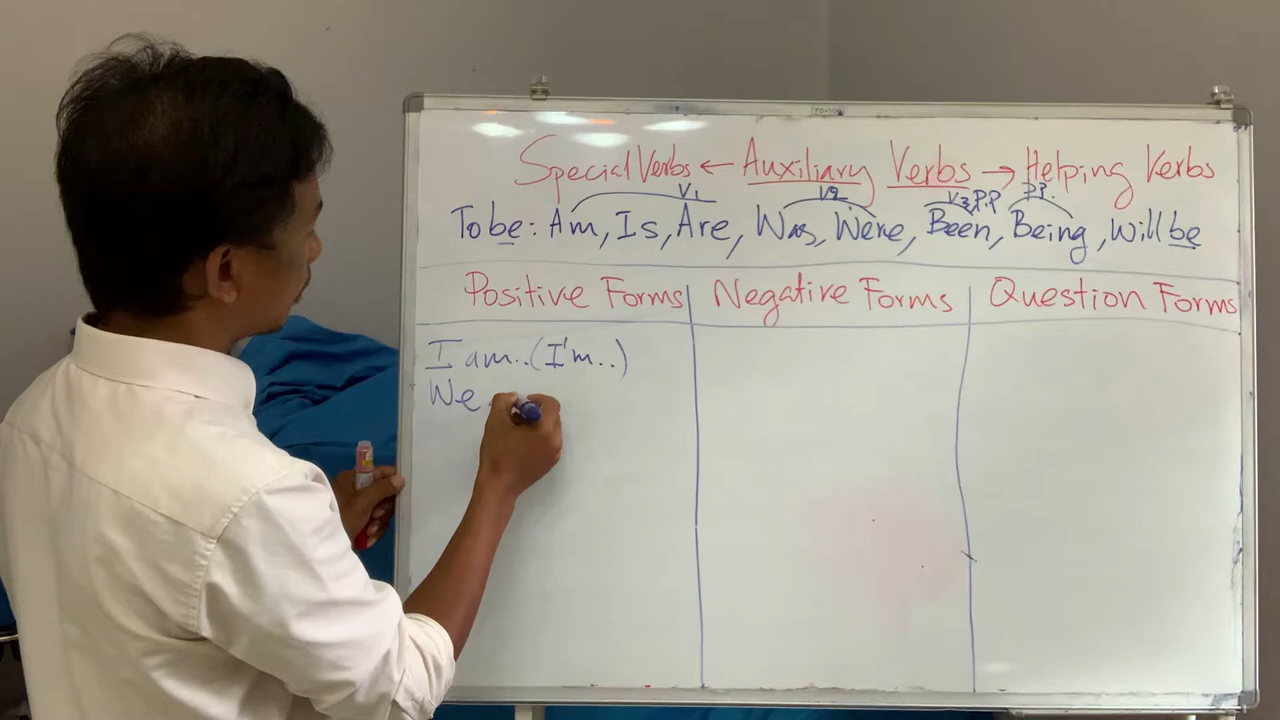 Special Verbs ← Auxiliary Verbs → Helping Verbs
V1 V2 V3 P.P P.P.
To be: Am, Is, Are, Was, Were, Been, Being, Will be
Positive Forms Negative Forms Question Forms
I am..(I'm..)
We